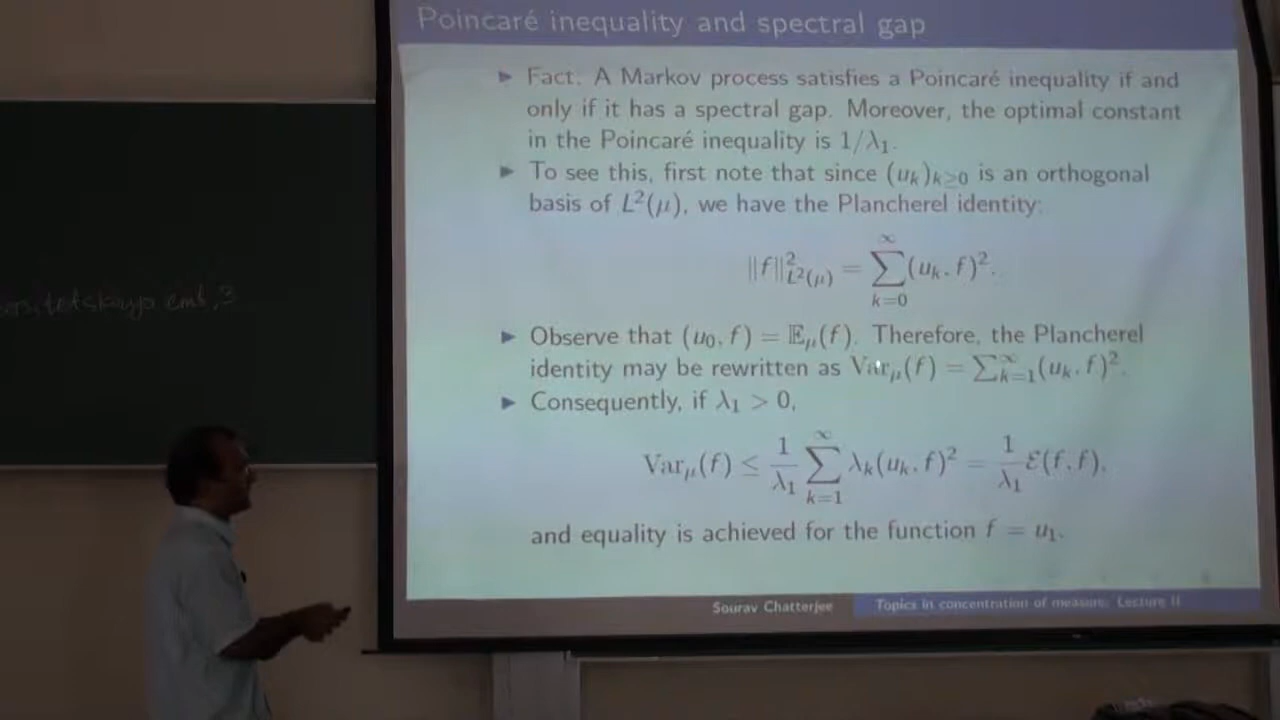 Poincaré inequality and spectral gap
► Fact: A Markov process satisfies a Poincaré inequality if and
only if it has a spectral gap. Moreover, the optimal constant
in the Poincaré inequality is 1/λ₁.
► To see this, first note that since (uₖ)ₖ≥₀ is an orthogonal
basis of L²(μ), we have the Plancherel identity:
‖f‖²_{L²(μ)} = ∑_{k=0}^{∞} (uₖ, f)².
► Observe that (u₀, f) = 𝔼_μ(f). Therefore, the Plancherel
identity may be rewritten as Var_μ(f) = ∑_{k=1}^{∞}(uₖ, f)².
► Consequently, if λ₁ > 0,
Var_μ(f) ≤ 1/λ₁ ∑_{k=1}^{∞} λₖ(uₖ, f)² = 1/λ₁ ℰ(f, f),
and equality is achieved for the function f = u₁.
Sourav Chatterjee Topics in concentration of measure: Lecture II